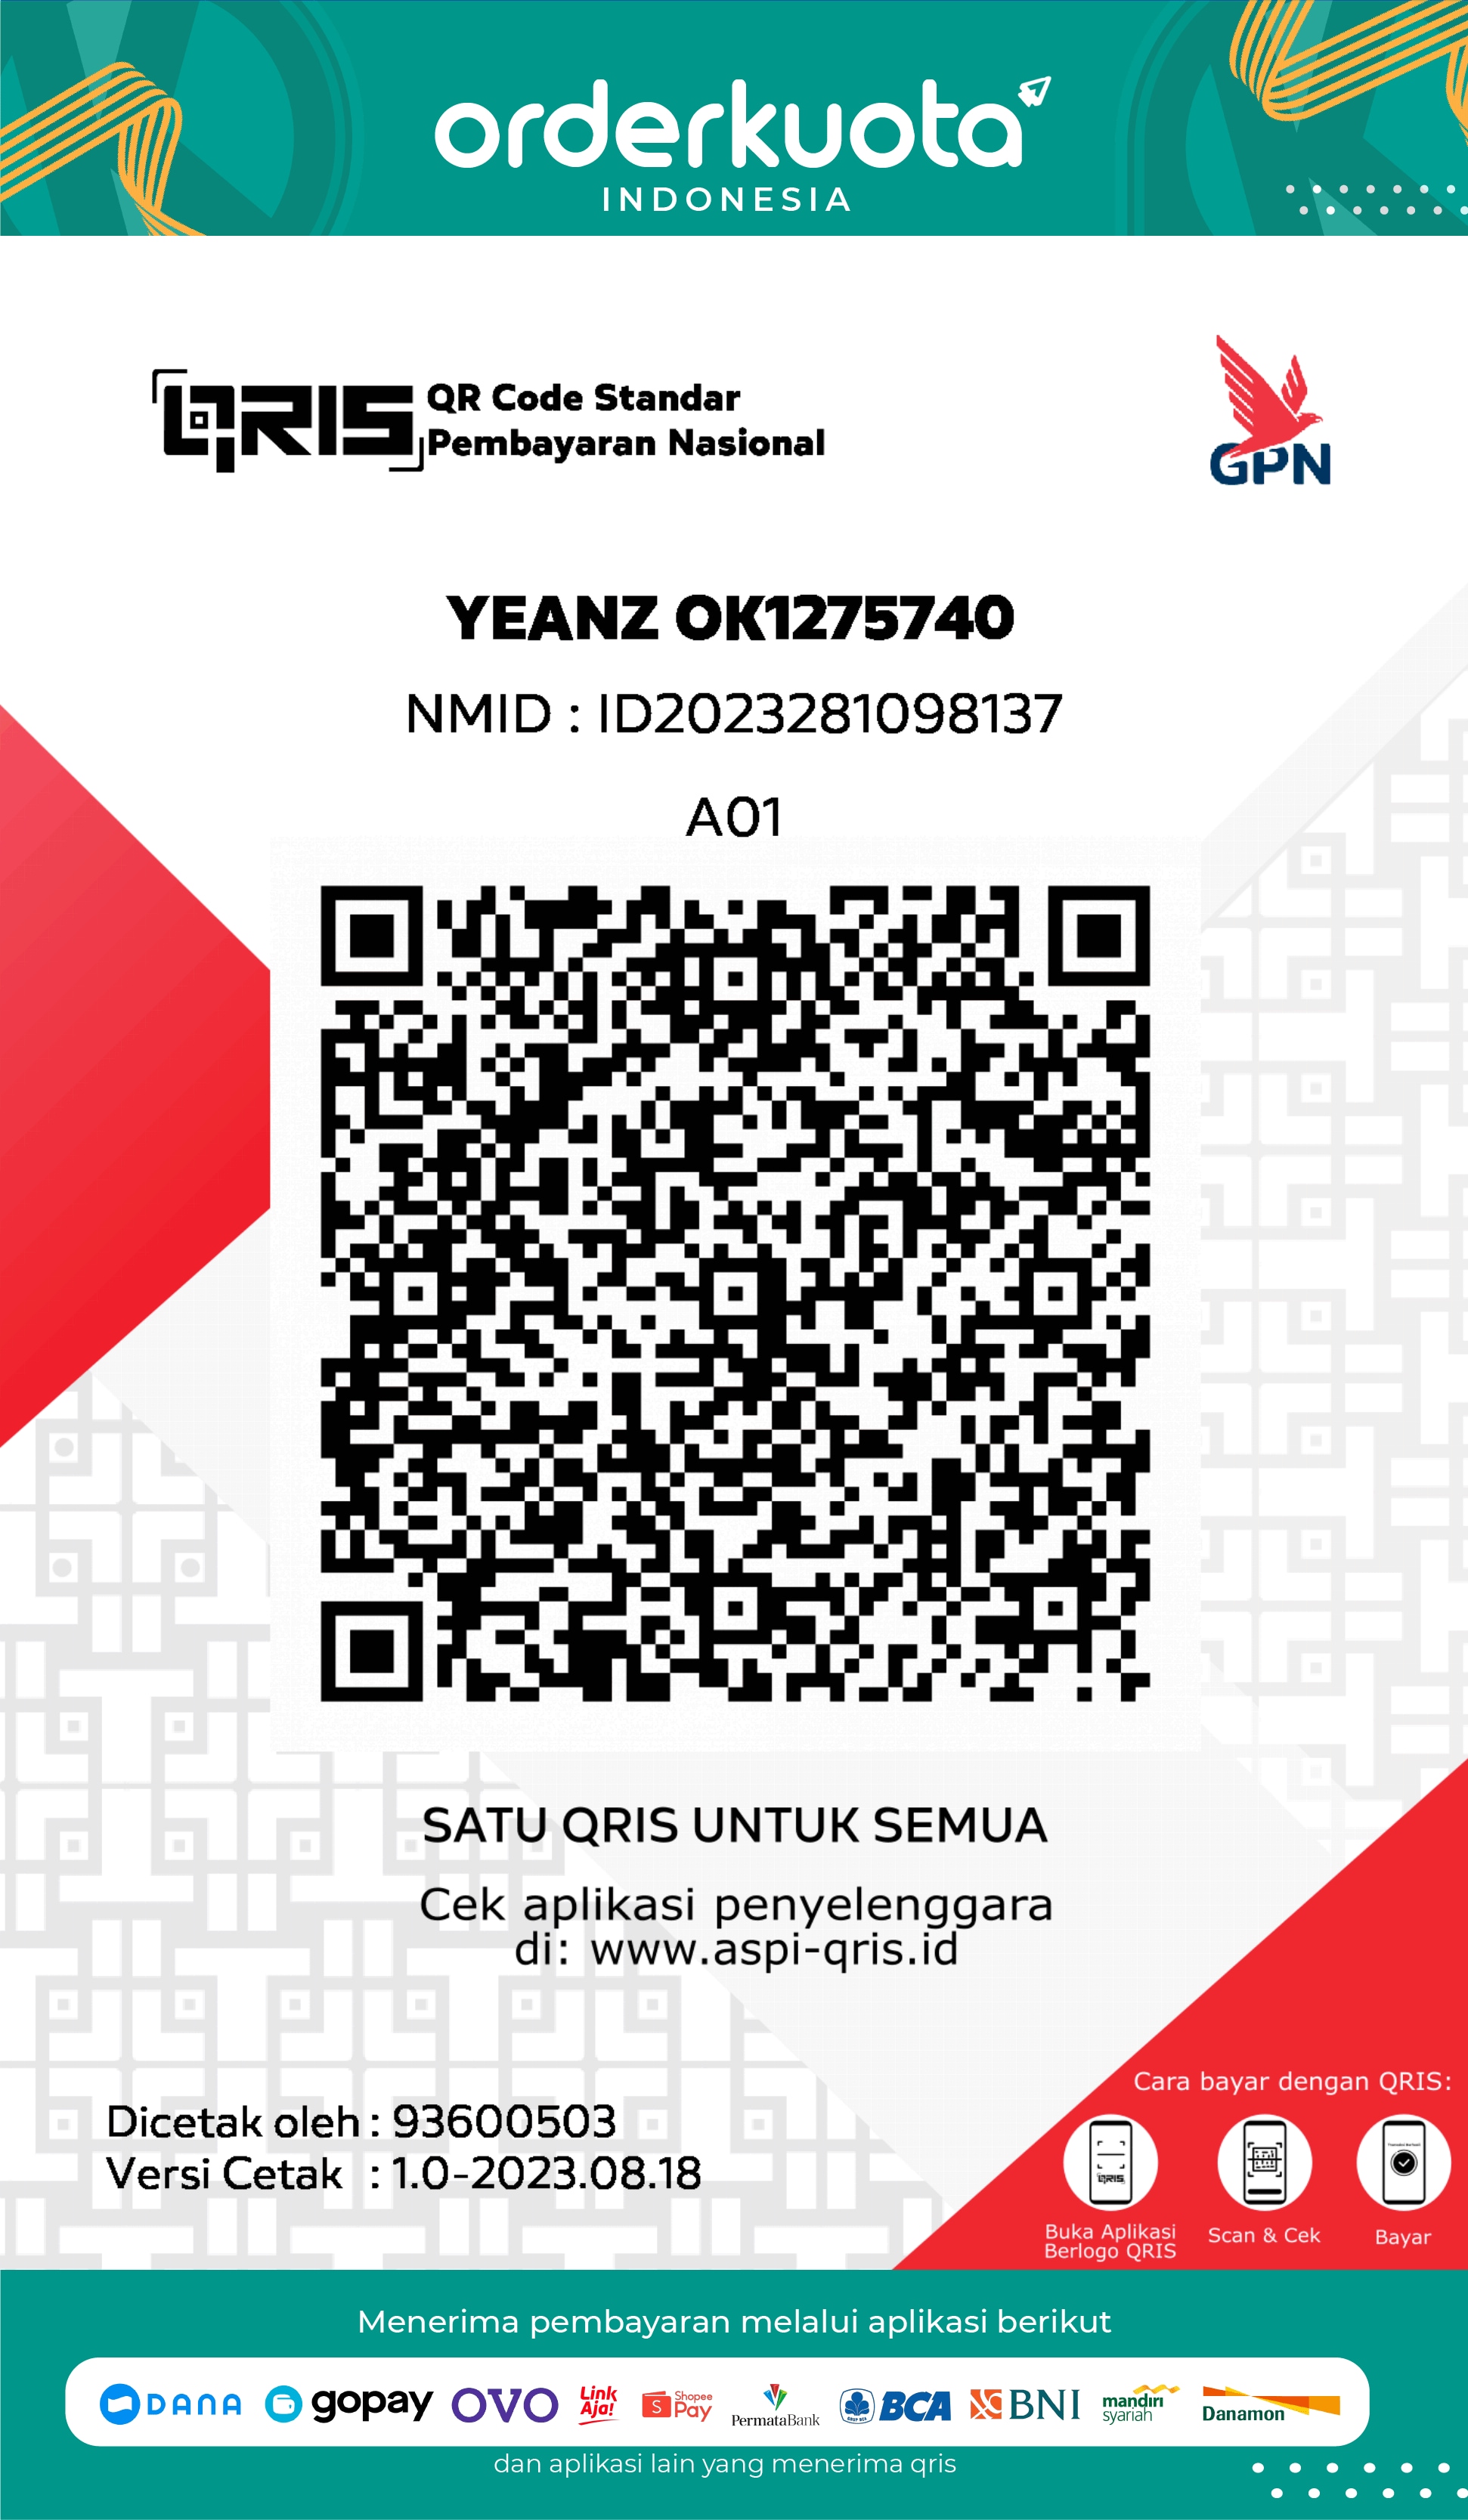 orderkuota
INDONESIA
QRIS QR Code Standar
Pembayaran Nasional
GPN
YEANZ OK1275740
NMID : ID2023281098137
A01
SATU QRIS UNTUK SEMUA
Cek aplikasi penyelenggara
di: www.aspi-qris.id
Dicetak oleh : 93600503
Versi Cetak : 1.0-2023.08.18
Cara bayar dengan QRIS:
QRIS
Buka Aplikasi
Berlogo QRIS
Scan & Cek
Bayar
Menerima pembayaran melalui aplikasi berikut
DANA gopay OVO Link Aja! S Shopee Pay PermataBank BCA BNI mandiri syariah Danamon
dan aplikasi lain yang menerima qris